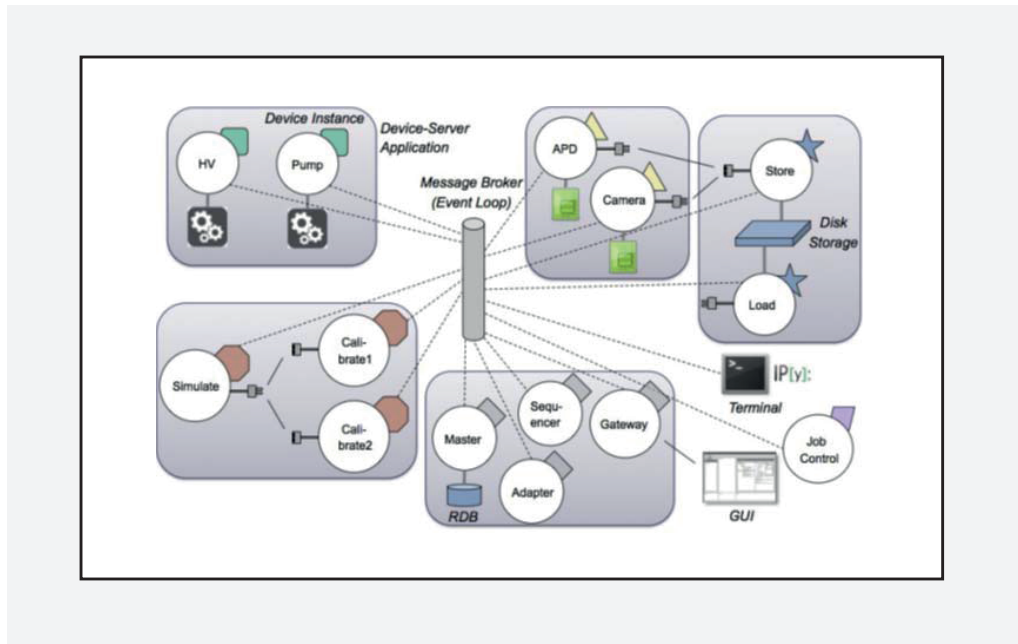 Device Instance
HV
Pump
Device-Server
Application
Message Broker
(Event Loop)
APD
Camera
Store
Disk
Storage
Load
Simulate
Cali-
brate1
Cali-
brate2
Master
RDB
Sequ-
encer
Adapter
Gateway
>_
IP[y]:
Terminal
Job
Control
GUI